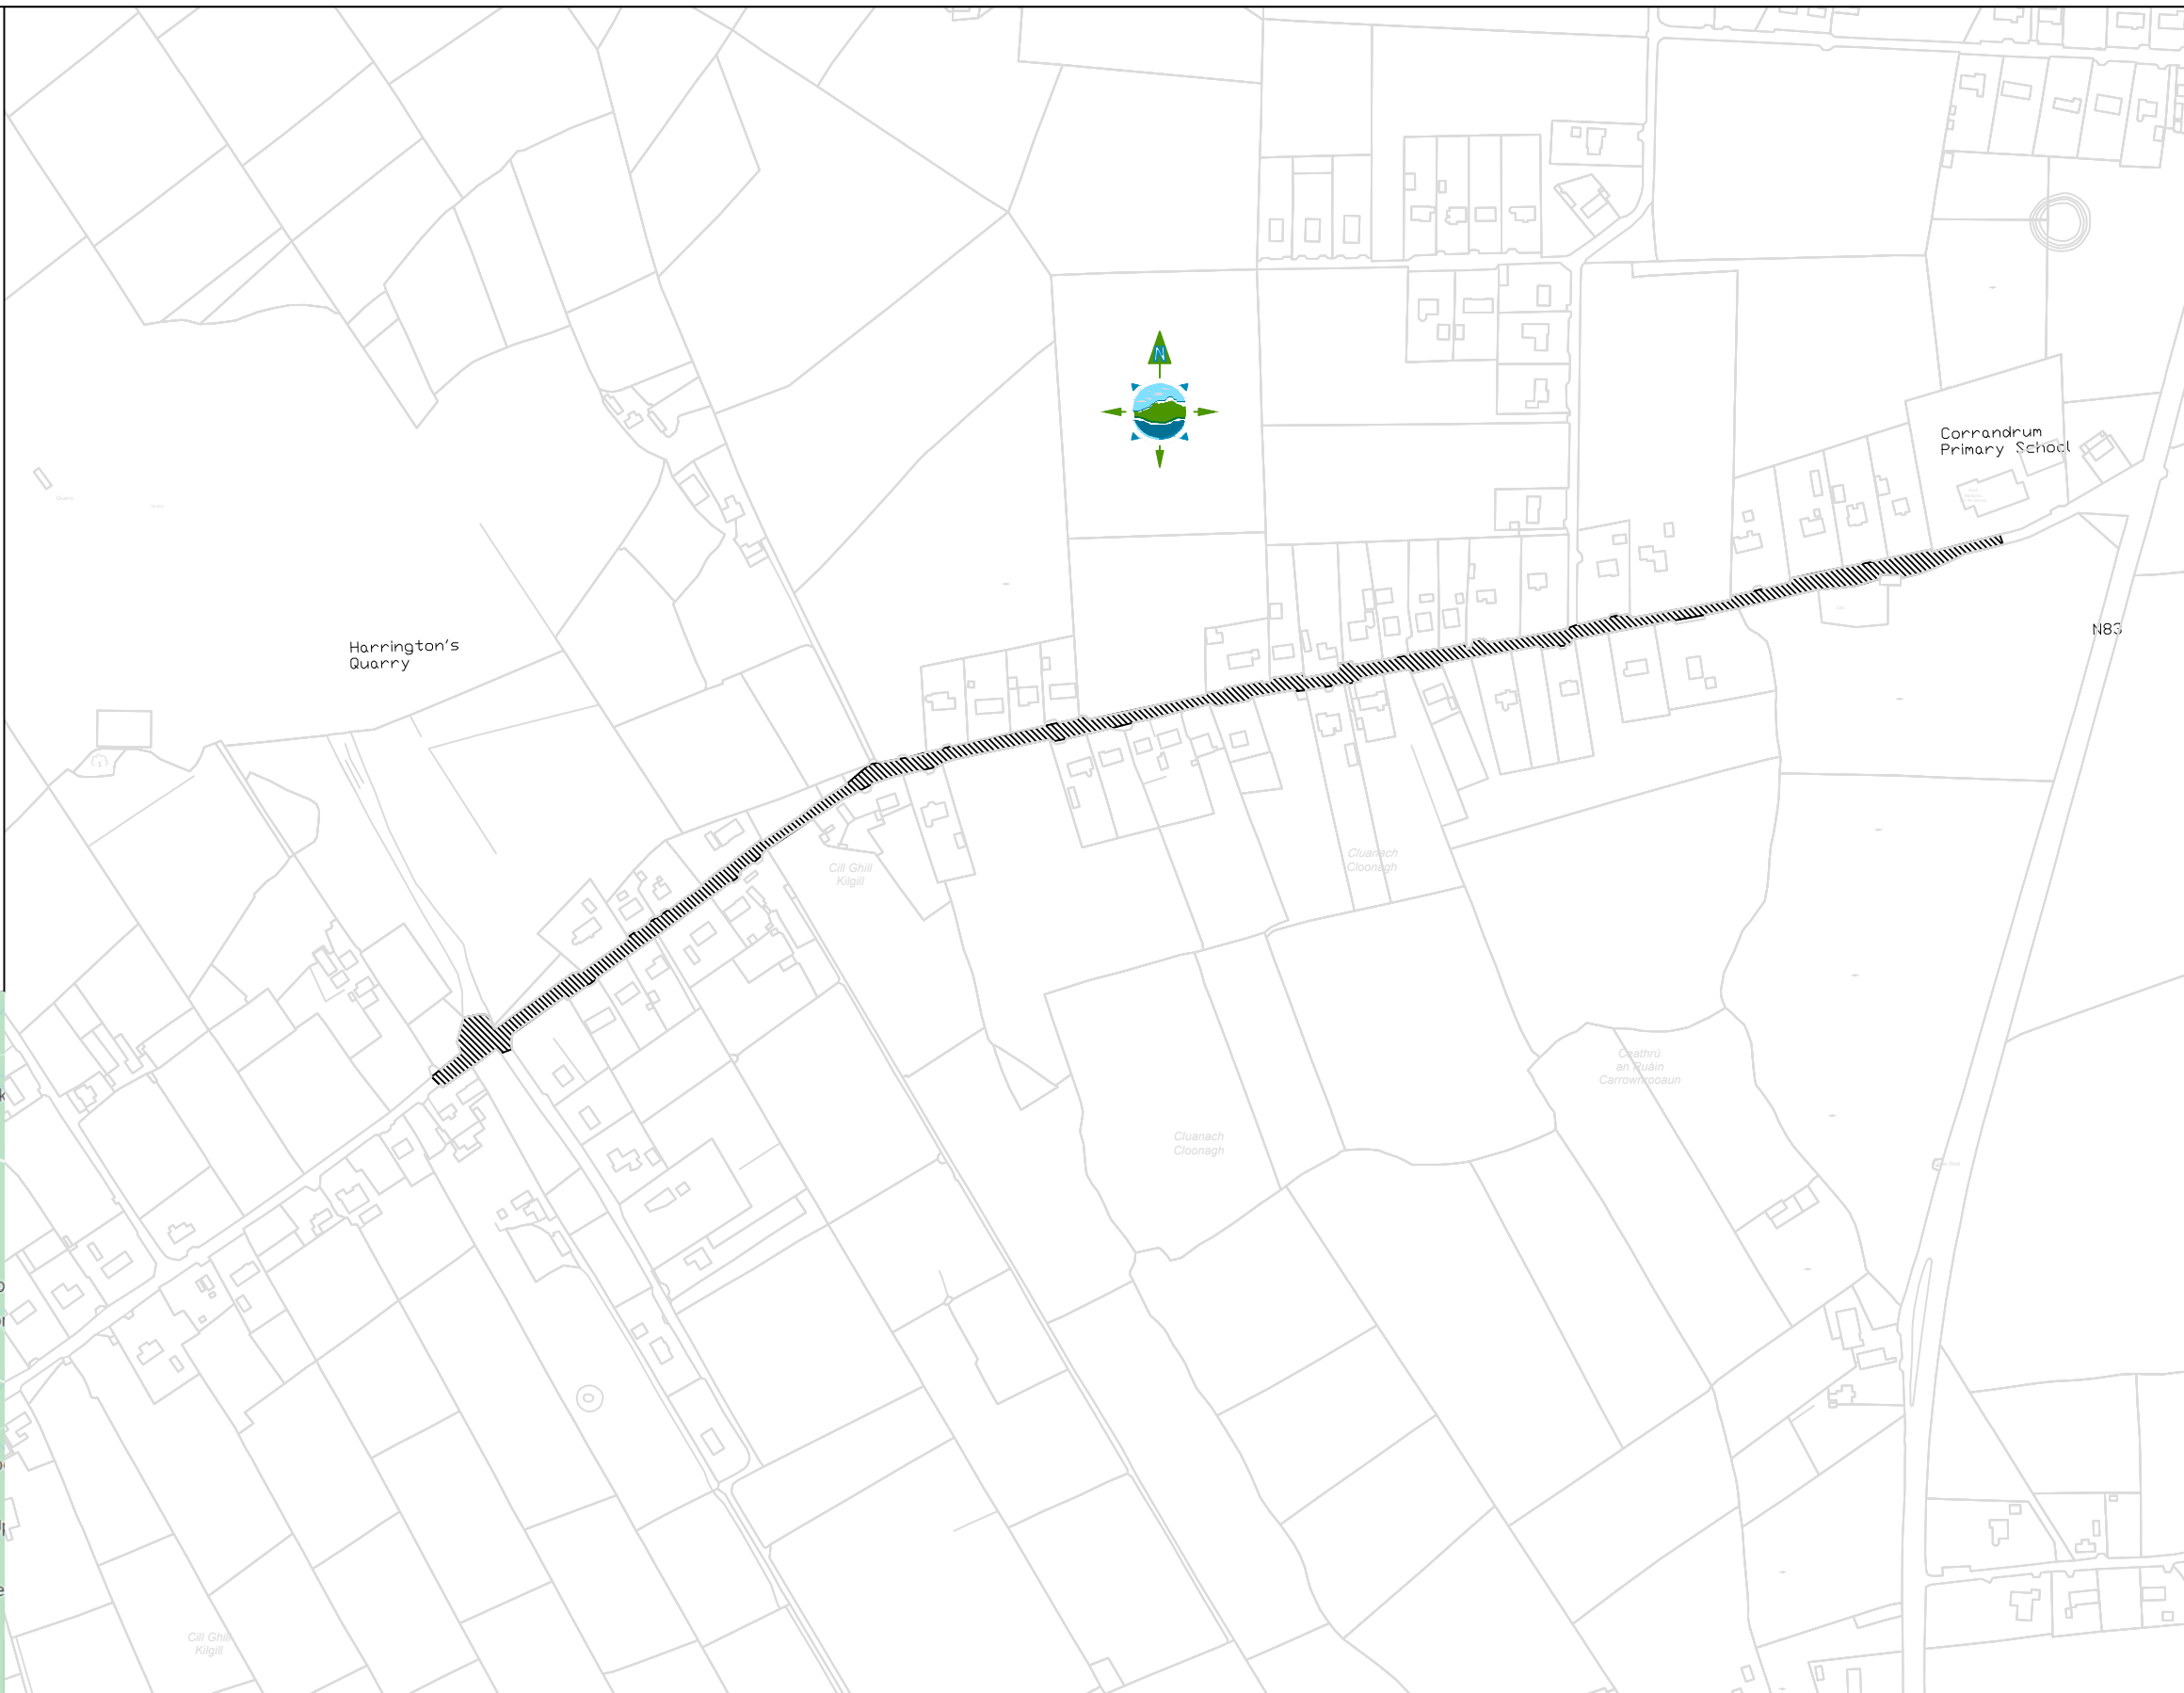 N
Corrandrum
Primary School
Quarry
N83
Harrington's
Quarry
Cill Ghill
Kilgill
Cluanach
Cloonagh
Ceathrú
an Ruáin
Carrownrooaun
Cluanach
Cloonagh
Cill Ghill
Kilgill